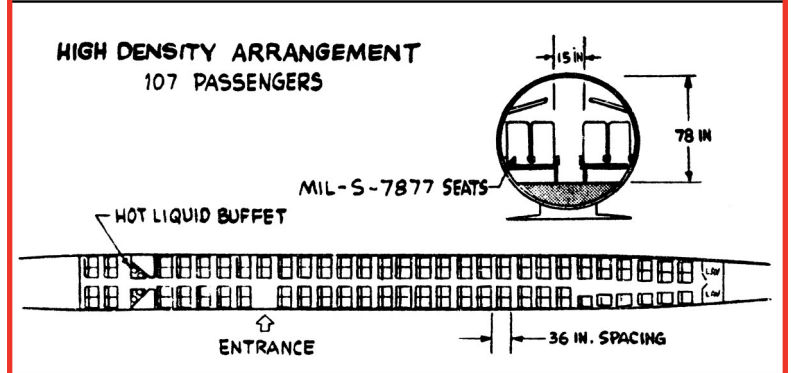 HIGH DENSITY ARRANGEMENT
107 PASSENGERS
15 IN
78 IN
MIL-S-7877 SEATS
HOT LIQUID BUFFET
LAV
LAV
ENTRANCE
36 IN. SPACING